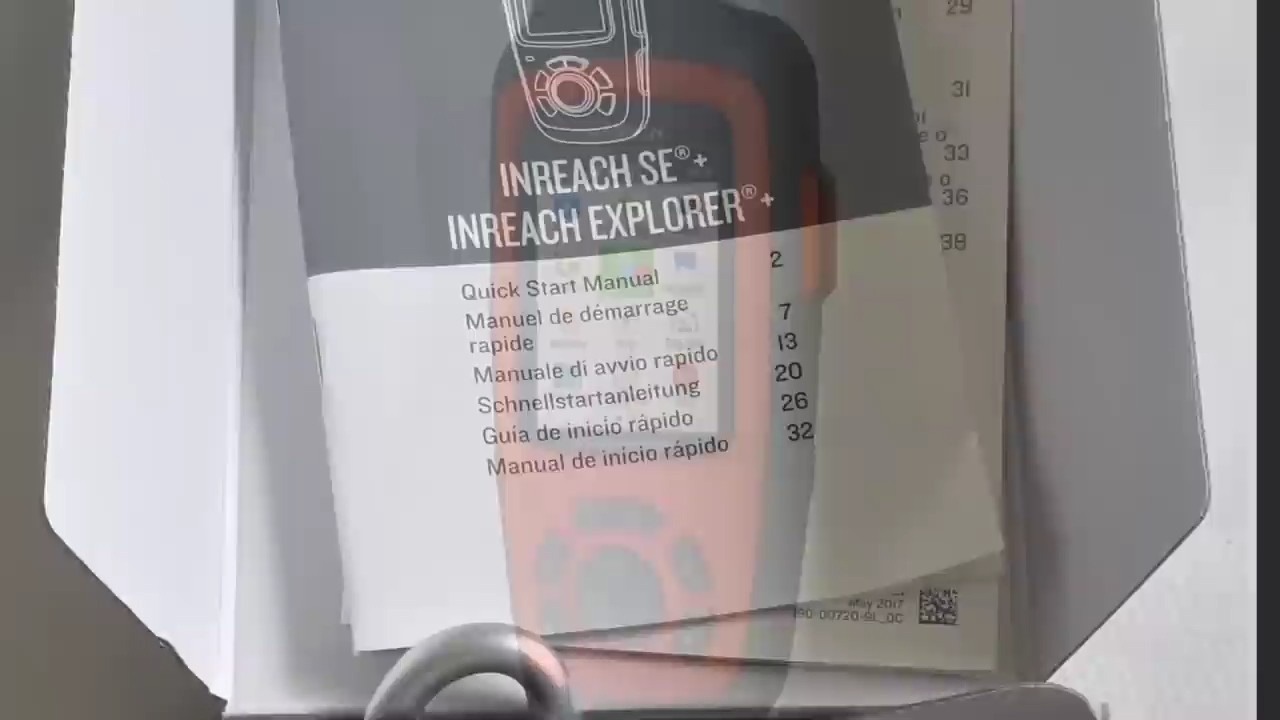 INREACH SE®+
INREACH EXPLORER®+
Quick Start Manual 2
Manuel de démarrage
rapide 7
Manuale di avvio rapido 13
Schnellstartanleitung 20
Guía de inicio rápido 26
Manual de inicio rápido 32
29
31
33
36
38
May 2017